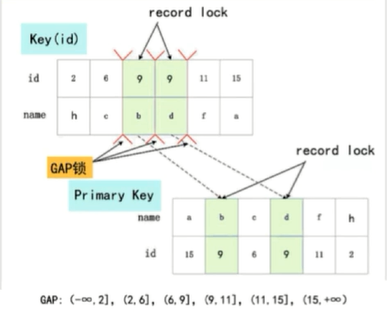 record lock
Key(id)
id 2 6 9 9 11 15
name h c b d f a
record lock
GAP锁
Primary Key
name a b c d f h
id 15 9 6 9 11 2
GAP: (-∞,2], (2,6], (6,9], (9,11], (11,15], (15,+∞)